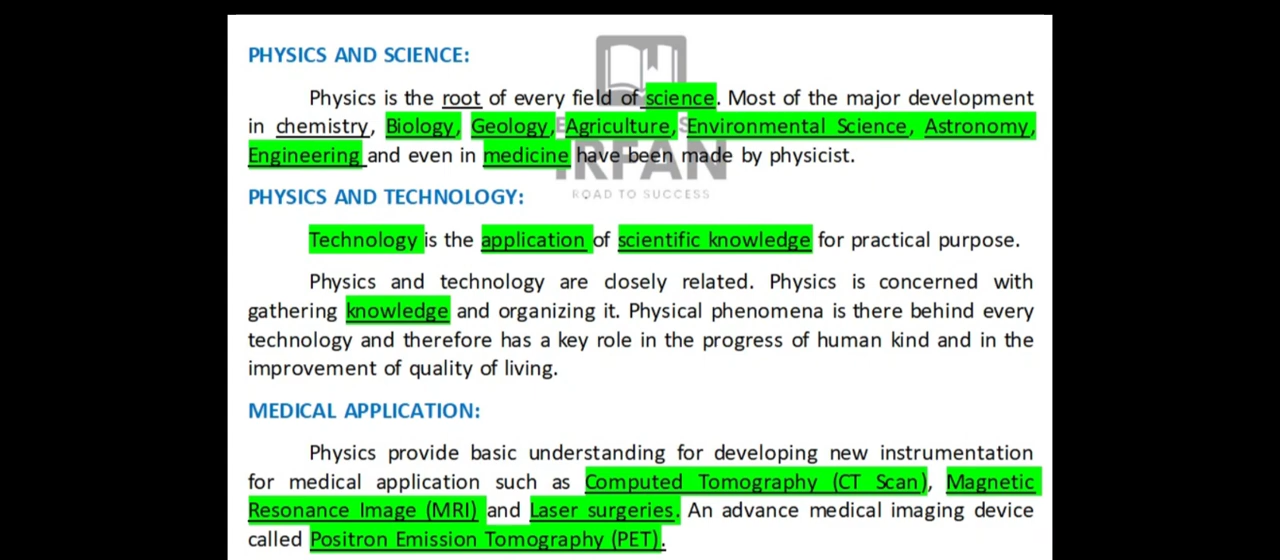 PHYSICS AND SCIENCE:
Physics is the root of every field of science. Most of the major development
in chemistry, Biology, Geology, Agriculture, Environmental Science, Astronomy,
Engineering and even in medicine have been made by physicist.
IRFAN
ROAD TO SUCCESS
PHYSICS AND TECHNOLOGY:
Technology is the application of scientific knowledge for practical purpose.
Physics and technology are closely related. Physics is concerned with
gathering knowledge and organizing it. Physical phenomena is there behind every
technology and therefore has a key role in the progress of human kind and in the
improvement of quality of living.
MEDICAL APPLICATION:
Physics provide basic understanding for developing new instrumentation
for medical application such as Computed Tomography (CT Scan), Magnetic
Resonance Image (MRI) and Laser surgeries. An advance medical imaging device
called Positron Emission Tomography (PET).